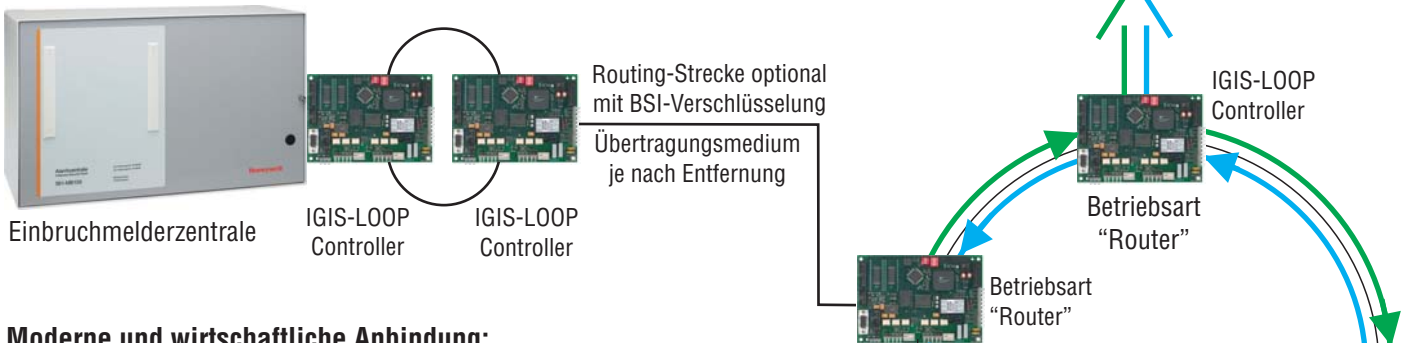 Routing-Strecke optional
mit BSI-Verschlüsselung
Übertragungsmedium
je nach Entfernung
IGIS-LOOP
Controller
Honeywell
Einbruchmelderzentrale
IGIS-LOOP
Controller
IGIS-LOOP
Controller
Betriebsart
“Router”
Betriebsart
“Router”
Moderne und wirtschaftliche Anbindung: